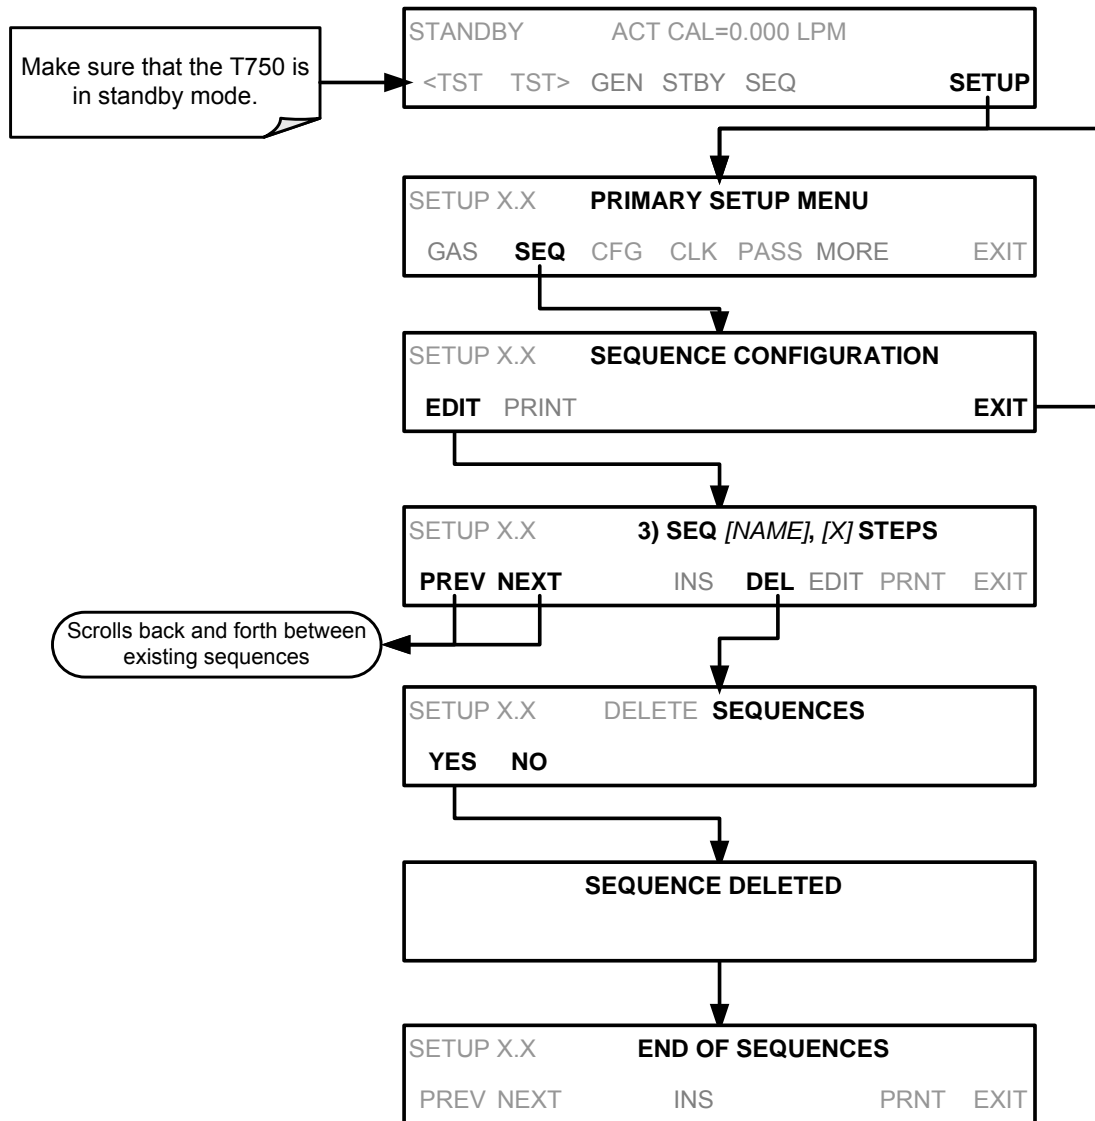 Make sure that the T750 is
in standby mode.
STANDBY ACT CAL=0.000 LPM
<TST TST> GEN STBY SEQ SETUP
SETUP X.X PRIMARY SETUP MENU
GAS SEQ CFG CLK PASS MORE EXIT
SETUP X.X SEQUENCE CONFIGURATION
EDIT PRINT EXIT
SETUP X.X 3) SEQ [NAME], [X] STEPS
PREV NEXT INS DEL EDIT PRNT EXIT
Scrolls back and forth between
existing sequences
SETUP X.X DELETE SEQUENCES
YES NO
SEQUENCE DELETED
SETUP X.X END OF SEQUENCES
PREV NEXT INS PRNT EXIT